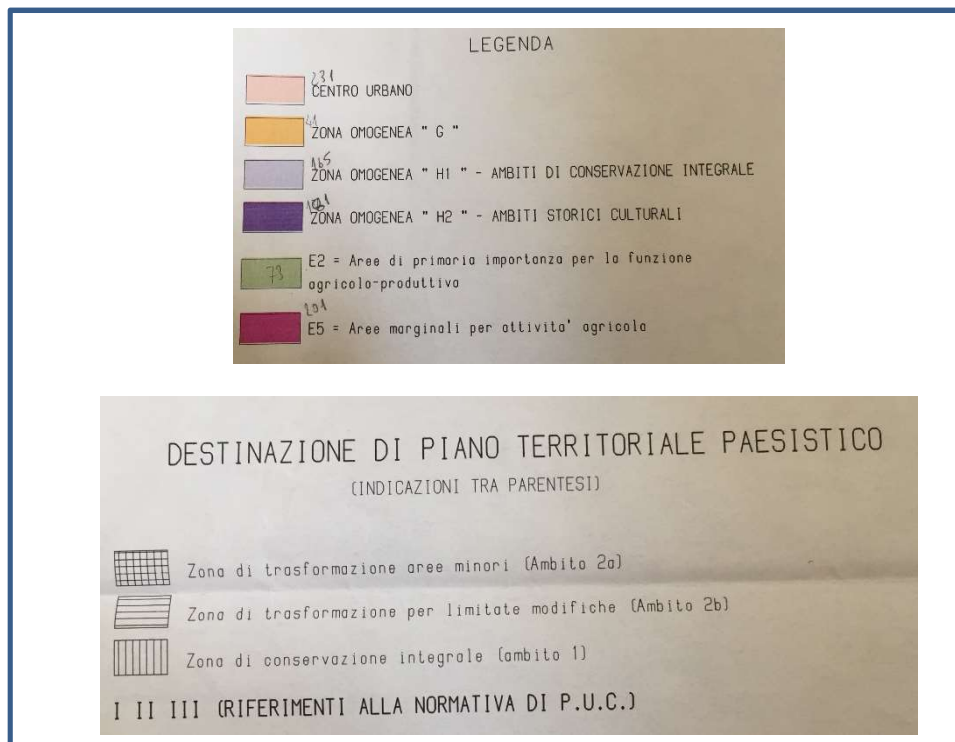 LEGENDA
231
CENTRO URBANO
41
ZONA OMOGENEA " G "
165
ZONA OMOGENEA " H1 " - AMBITI DI CONSERVAZIONE INTEGRALE
ZONA OMOGENEA " H2 " - AMBITI STORICI CULTURALI
73
E2 = Aree di primaria importanza per la funzione
agricolo-produttiva
201
E5 = Aree marginali per attivita' agricola
DESTINAZIONE DI PIANO TERRITORIALE PAESISTICO
(INDICAZIONI TRA PARENTESI)
Zona di trasformazione aree minori (Ambito 2a)
Zona di trasformazione per limitate modifiche (Ambito 2b)
Zona di conservazione integrale (ambito 1)
I II III (RIFERIMENTI ALLA NORMATIVA DI P.U.C.)